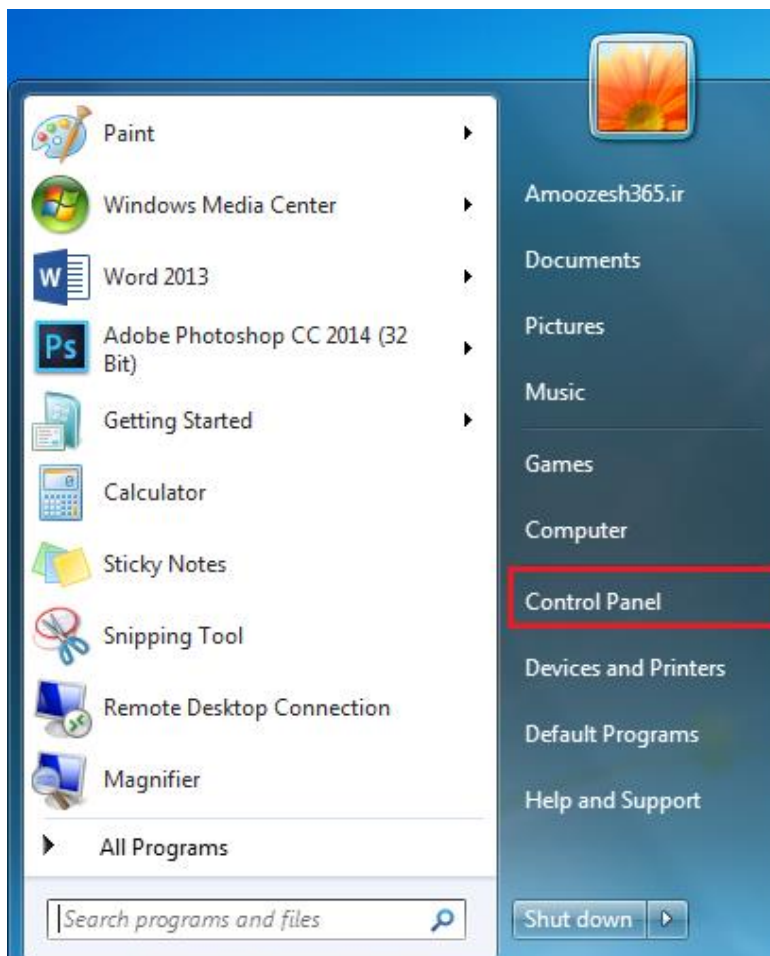 Paint
Windows Media Center
W
Word 2013
Ps
Adobe Photoshop CC 2014 (32
Bit)
Getting Started
Calculator
Sticky Notes
Snipping Tool
Remote Desktop Connection
Magnifier
All Programs
Search programs and files
Amoozesh365.ir
Documents
Pictures
Music
Games
Computer
Control Panel
Devices and Printers
Default Programs
Help and Support
Shut down